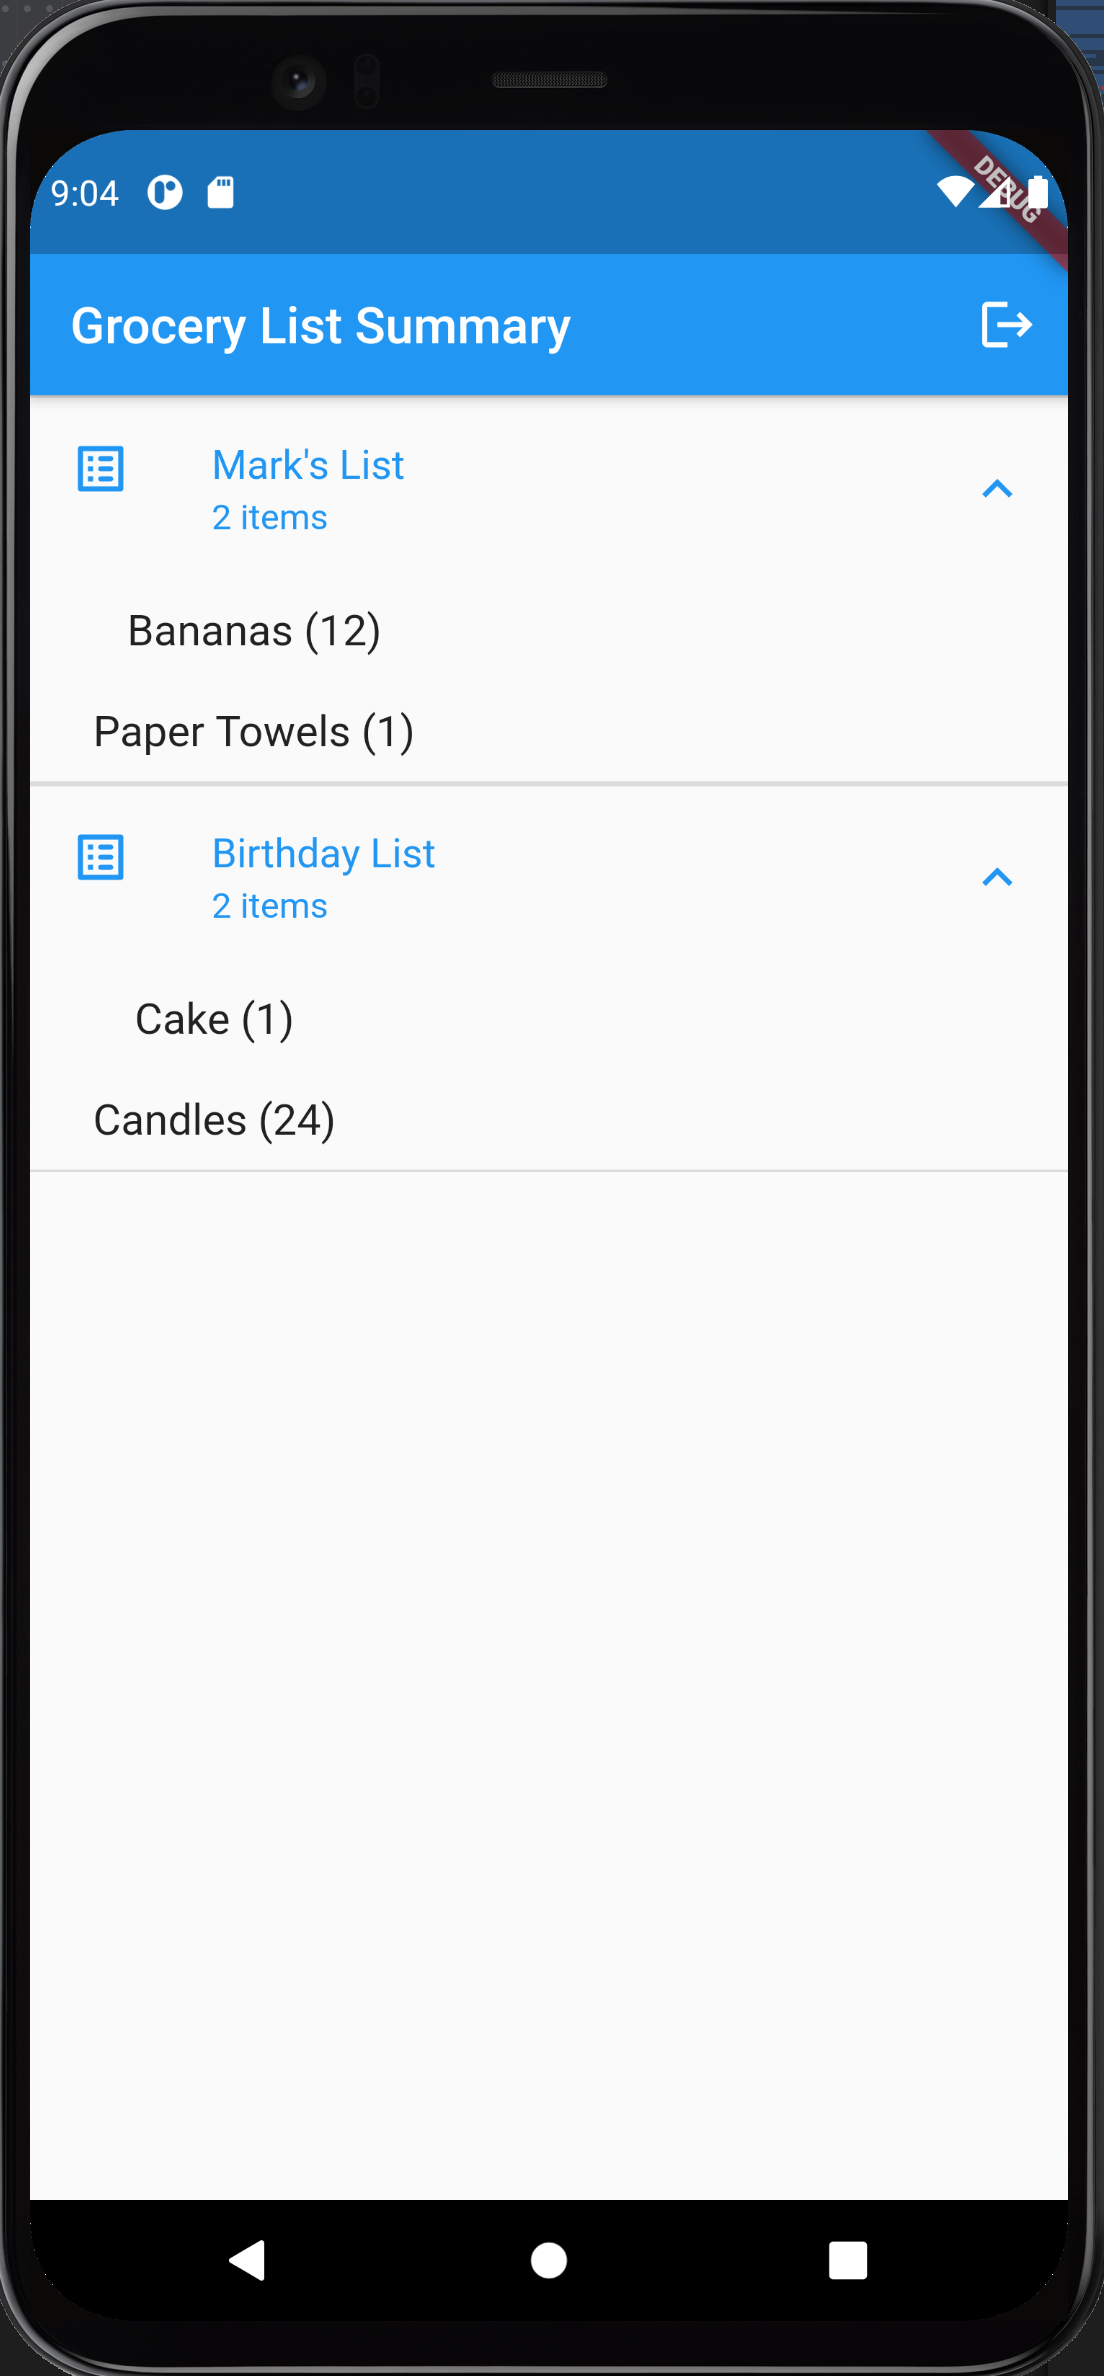 9:04
DEBUG
Grocery List Summary
Mark's List
2 items
Bananas (12)
Paper Towels (1)
Birthday List
2 items
Cake (1)
Candles (24)